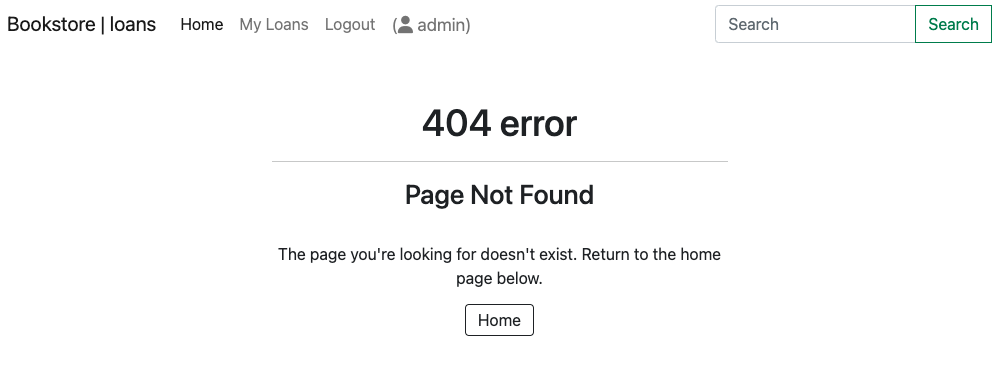 Bookstore | loans Home My Loans Logout ( admin) Search Search
404 error
Page Not Found
The page you're looking for doesn't exist. Return to the home
page below.
Home